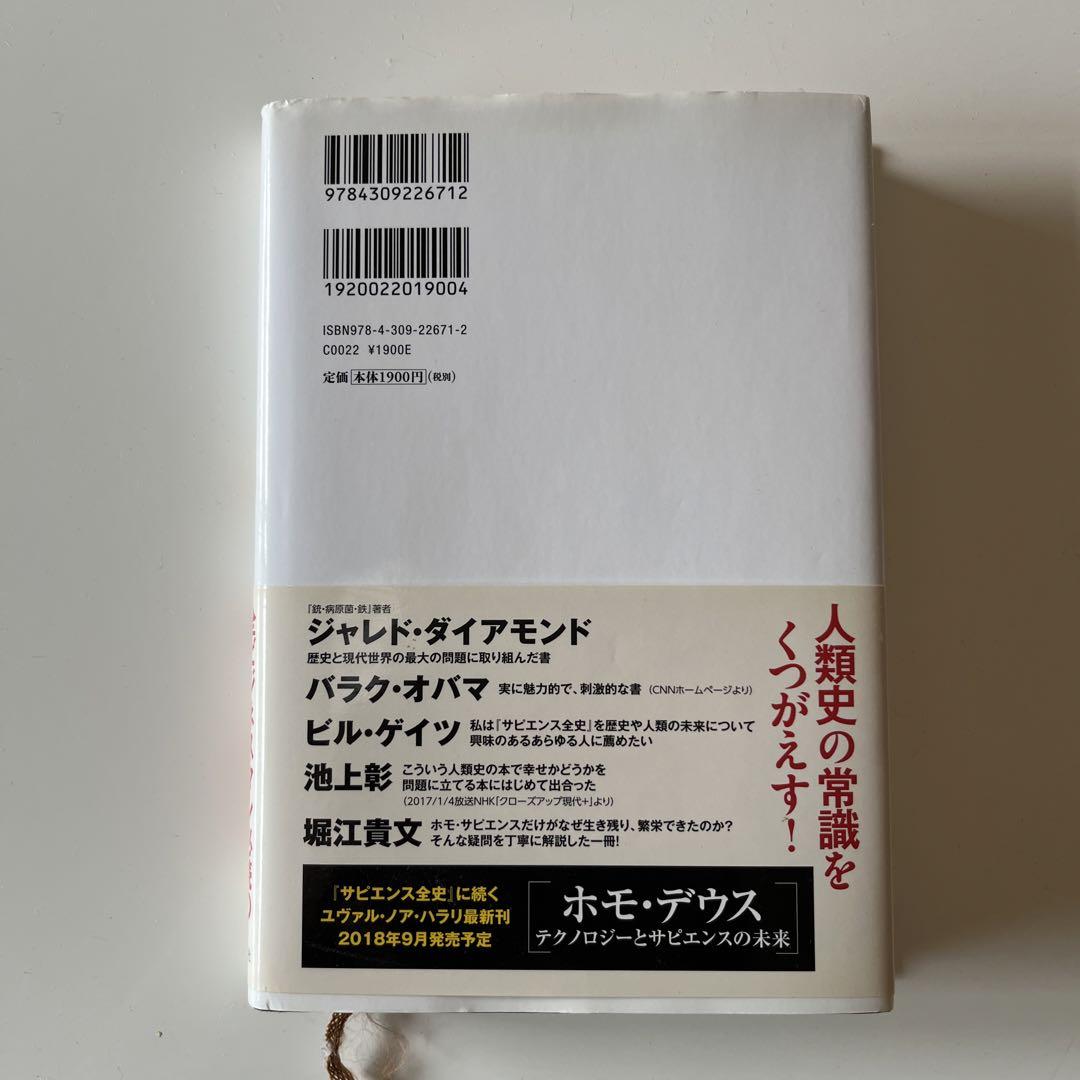 9784309226712
1920022019004
ISBN978-4-309-22671-2
C0022 ¥1900E
定価 本体1900円(税別)
人類史の常識を
くつがえす!
『銃・病原菌・鉄』著者
ジャレド・ダイアモンド
歴史と現代世界の最大の問題に取り組んだ書
バラク・オバマ 実に魅力的で、刺激的な書 (CNNホームページより)
ビル・ゲイツ 私は『サピエンス全史』を歴史や人類の未来について
興味のあるあらゆる人に薦めたい
池上彰 こういう人類史の本で幸せかどうかを
問題に立てる本にはじめて出合った
(2017/1/4放送NHK「クローズアップ現代+」より)
堀江貴文 ホモ・サピエンスだけがなぜ生き残り、繁栄できたのか?
そんな疑問を丁寧に解説した一冊!
『サピエンス全史』に続く
ユヴァル・ノア・ハラリ最新刊
2018年9月発売予定
ホモ・デウス
テクノロジーとサピエンスの未来